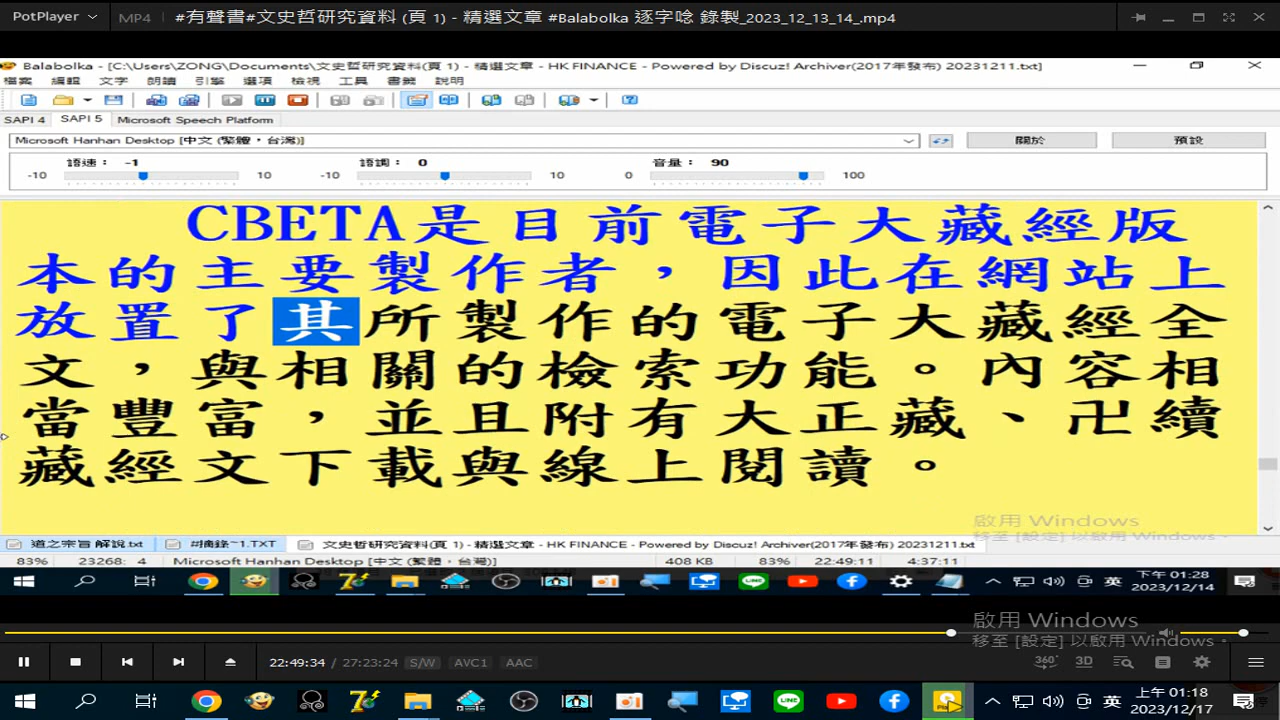 PotPlayer MP4 #有聲書#文史哲研究資料 (頁 1) - 精選文章 #Balabolka 逐字唸 錄製_2023_12_13_14_.mp4
Balabolka - [C:\Users\ZONG\Documents\文史哲研究資料(頁 1) - 精選文章 - HK FINANCE - Powered by Discuz! Archiver(2017年發布) 20231211.txt]
檔案 編輯 文字 朗讀 引擎 選項 檢視 工具 書籤 說明
SAPI 4 SAPI 5 Microsoft Speech Platform
Microsoft Hanhan Desktop [中文 (繁體，台灣)] 關於 預設
語速： -1 語調： 0 音量： 90
-10 10 -10 10 0 100
CBETA是目前電子大藏經版
本的主要製作者，因此在網站上
放置了其所製作的電子大藏經全
文，與相關的檢索功能。內容相
當豐富，並且附有大正藏、卍續
藏經文下載與線上閱讀。
啟用 Windows
移至 [設定] 以啟用 Windows。
道之宗旨 解說.txt #摘錄~1.TXT 文史哲研究資料(頁 1) - 精選文章 - HK FINANCE - Powered by Discuz! Archiver(2017年發布) 20231211.txt
83% 23268: 4 Microsoft Hanhan Desktop [中文 (繁體，台灣)] 408 KB 83% 22:49:11 4:37:11
英 下午 01:28
2023/12/14
啟用 Windows
移至 [設定] 以啟用 Windows。
22:49:34 / 27:23:24 S/W AVC1 AAC 360° 3D
英 上午 01:18
2023/12/17